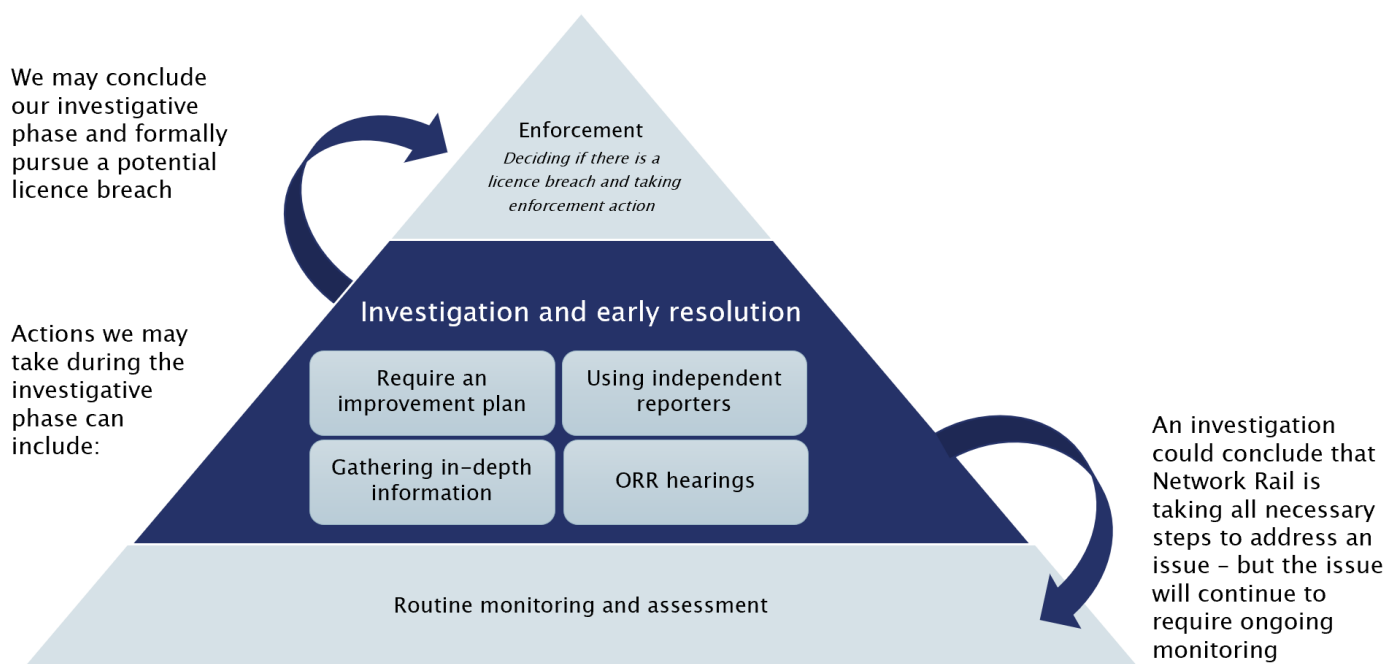 We may conclude
our investigative
phase and formally
pursue a potential
licence breach
Enforcement
Deciding if there is a
licence breach and taking
enforcement action
Investigation and early resolution
Actions we may
take during the
investigative
phase can
include:
Require an
improvement plan
Using independent
reporters
Gathering in-depth
information
ORR hearings
An investigation
could conclude that
Network Rail is
taking all necessary
steps to address an
issue – but the issue
will continue to
require ongoing
monitoring
Routine monitoring and assessment